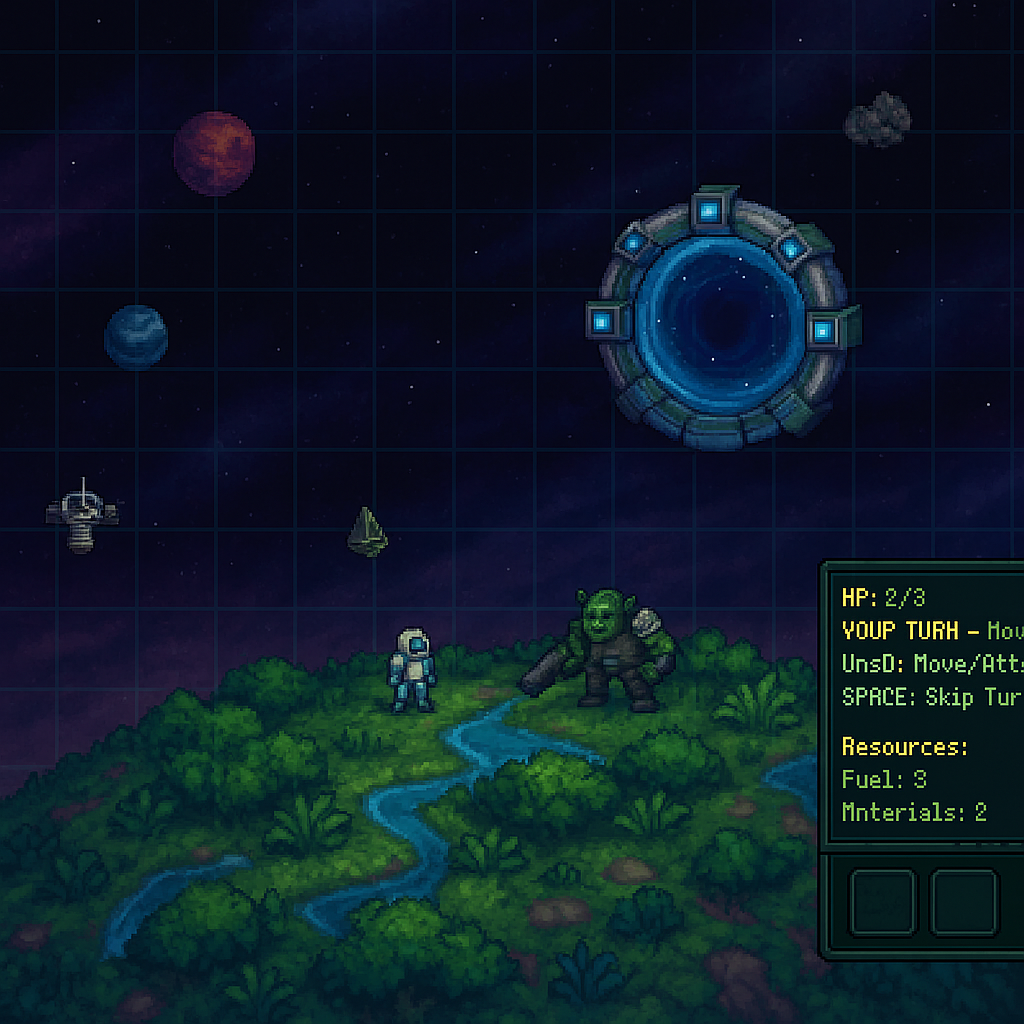 HP: 2/3
YOUP TURH – Mov
UnsD: Move/Atts
SPACE: Skip Tur
Resources:
Fuel: 3
Mnterials: 2